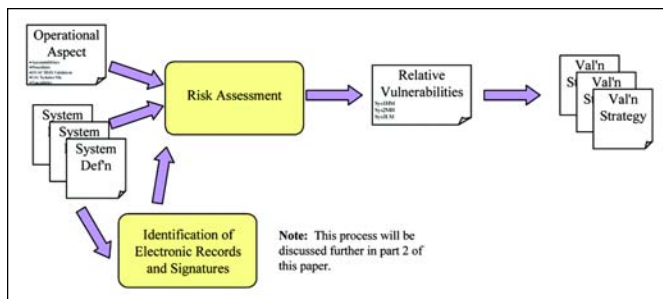 Operational
Aspect
Risk Assessment
Relative
Vulnerabilities
Val'n
Val'n
Val'n
Strategy
System
System
System
Def'n
Identification of
Electronic Records
and Signatures
Note: This process will be
discussed further in part 2 of
this paper.